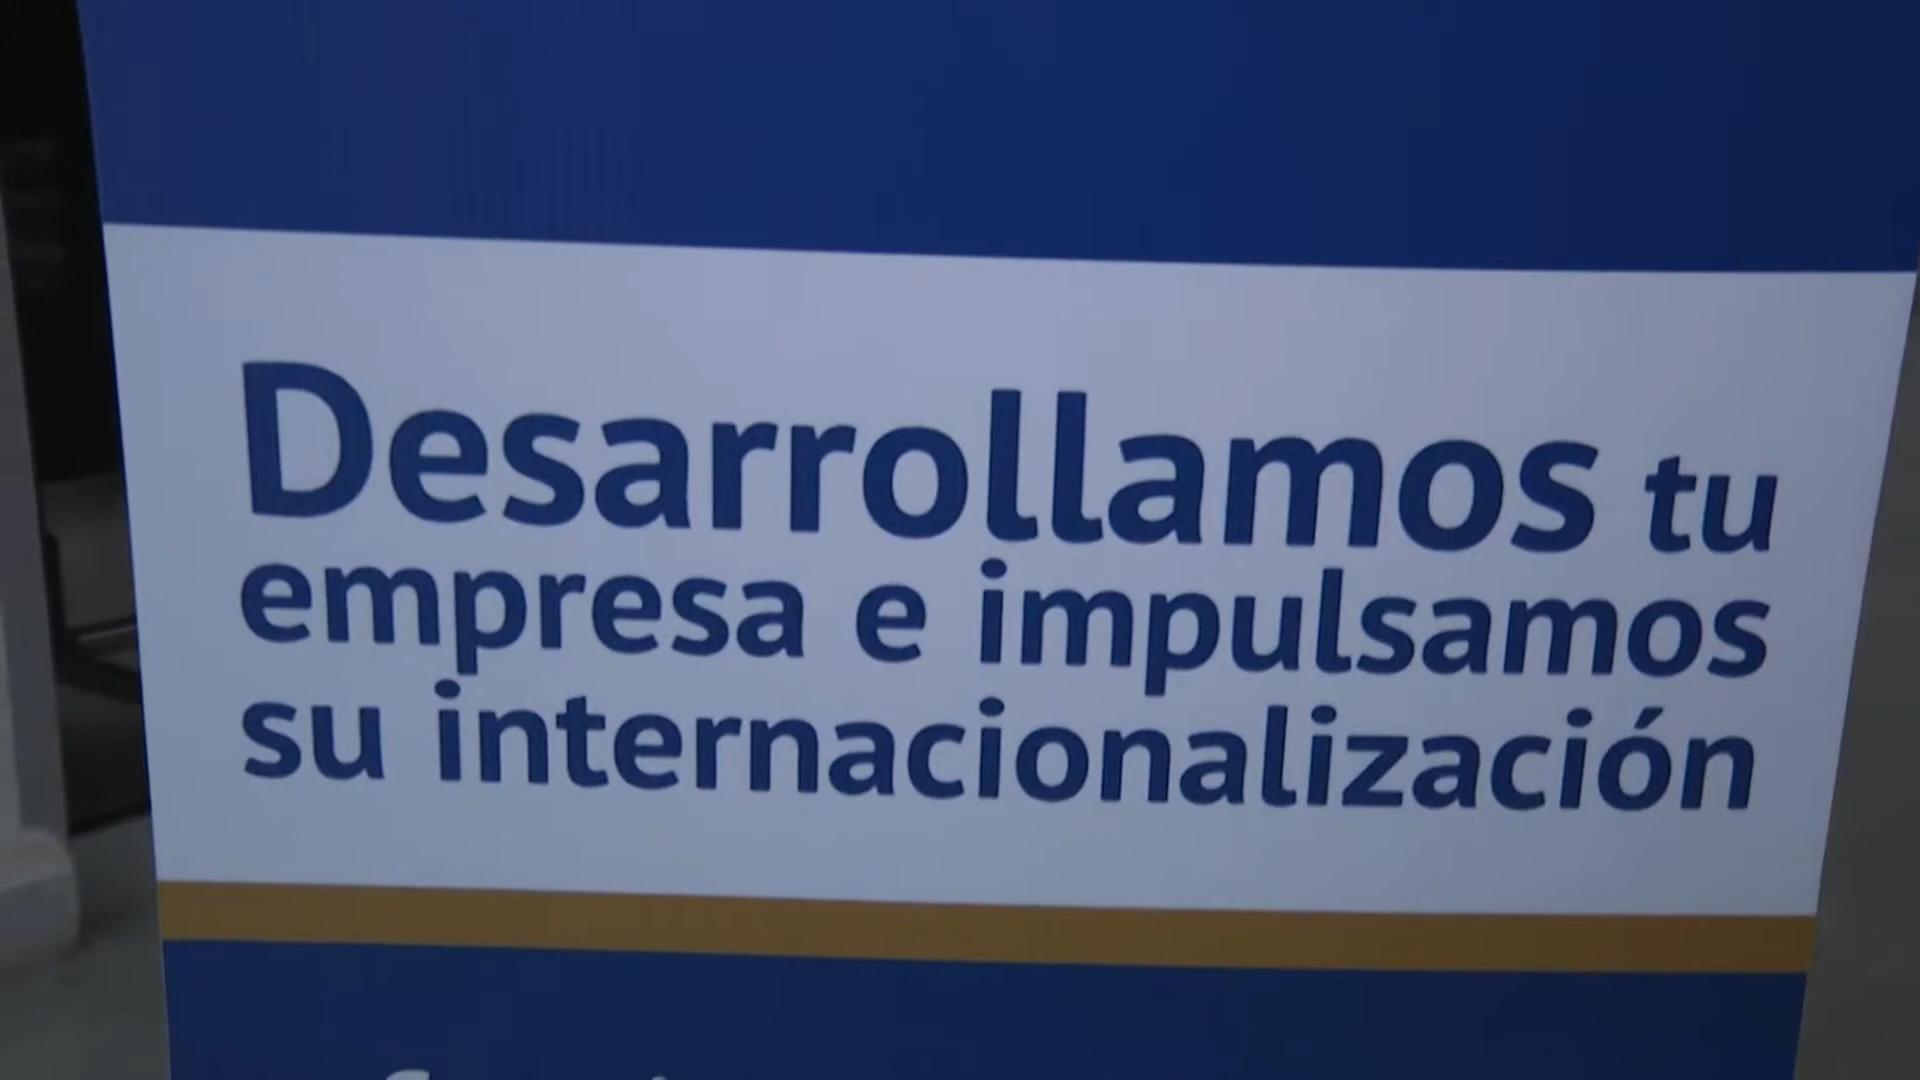 Desarrollamos tu
empresa e impulsamos
su internacionalización